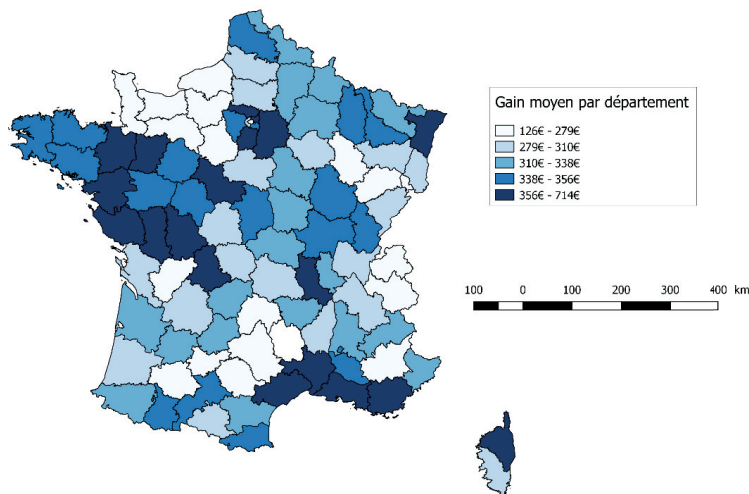 Gain moyen par département
126€ - 279€
279€ - 310€
310€ - 338€
338€ - 356€
356€ - 714€
100 0 100 200 300 400 km